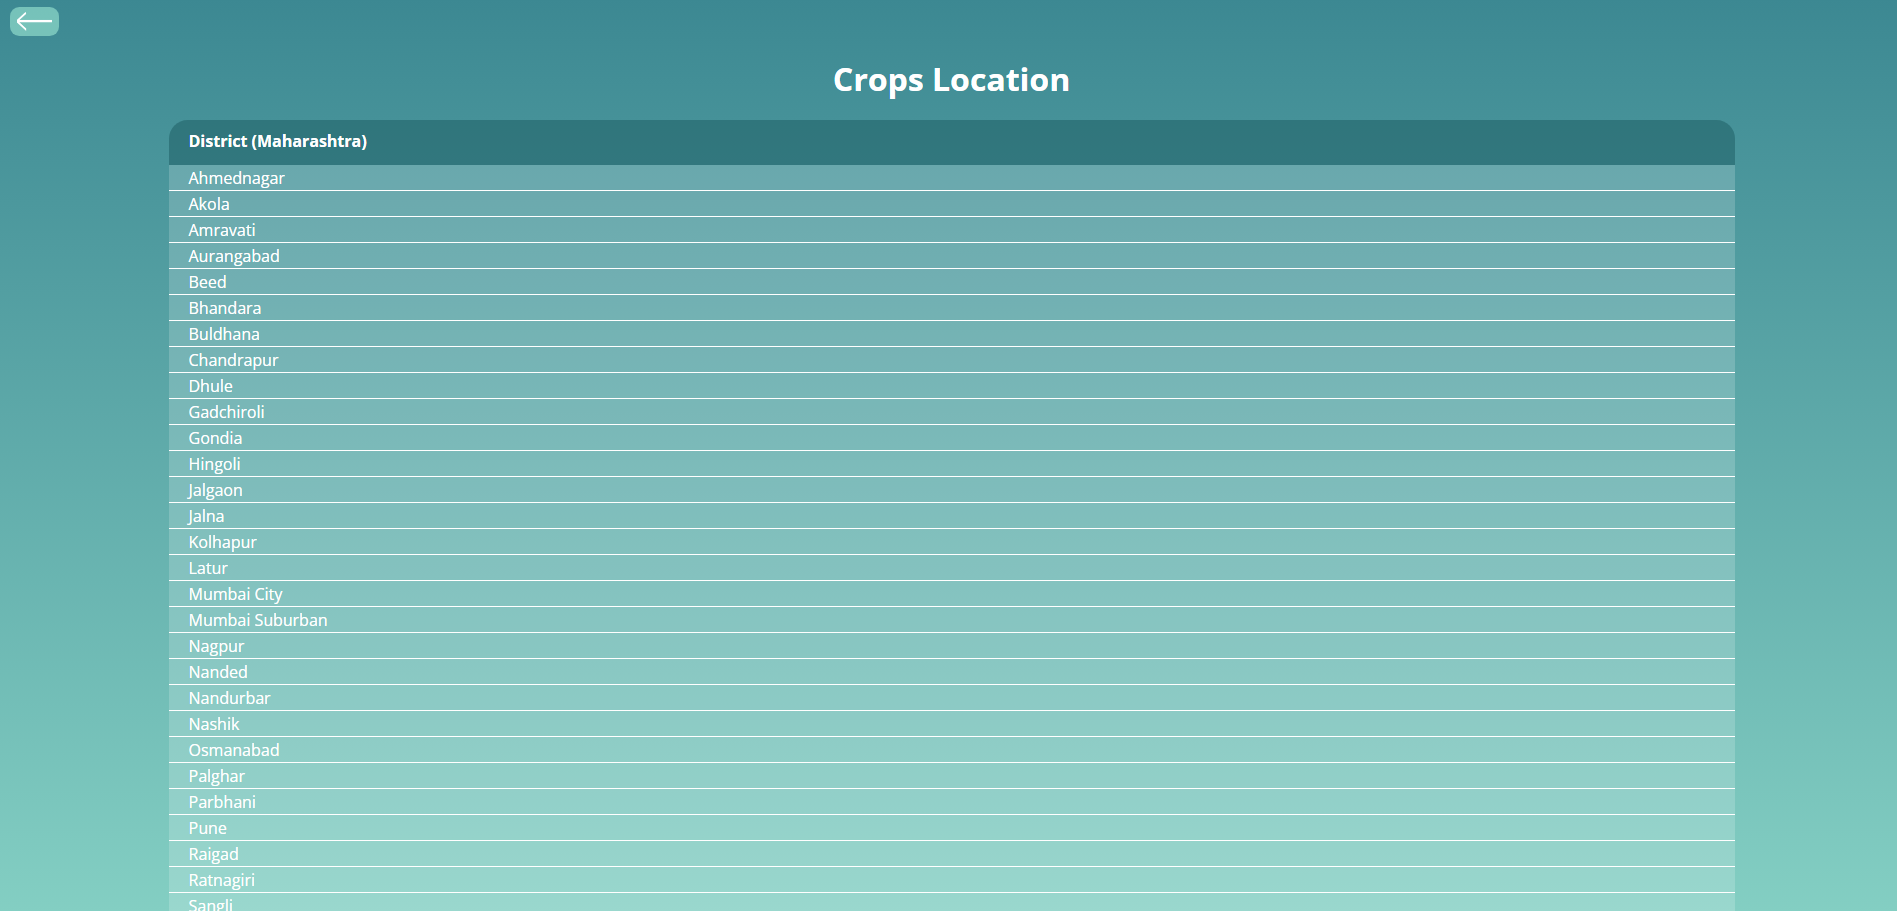 Crops Location
District (Maharashtra)
Ahmednagar
Akola
Amravati
Aurangabad
Beed
Bhandara
Buldhana
Chandrapur
Dhule
Gadchiroli
Gondia
Hingoli
Jalgaon
Jalna
Kolhapur
Latur
Mumbai City
Mumbai Suburban
Nagpur
Nanded
Nandurbar
Nashik
Osmanabad
Palghar
Parbhani
Pune
Raigad
Ratnagiri
Sangli